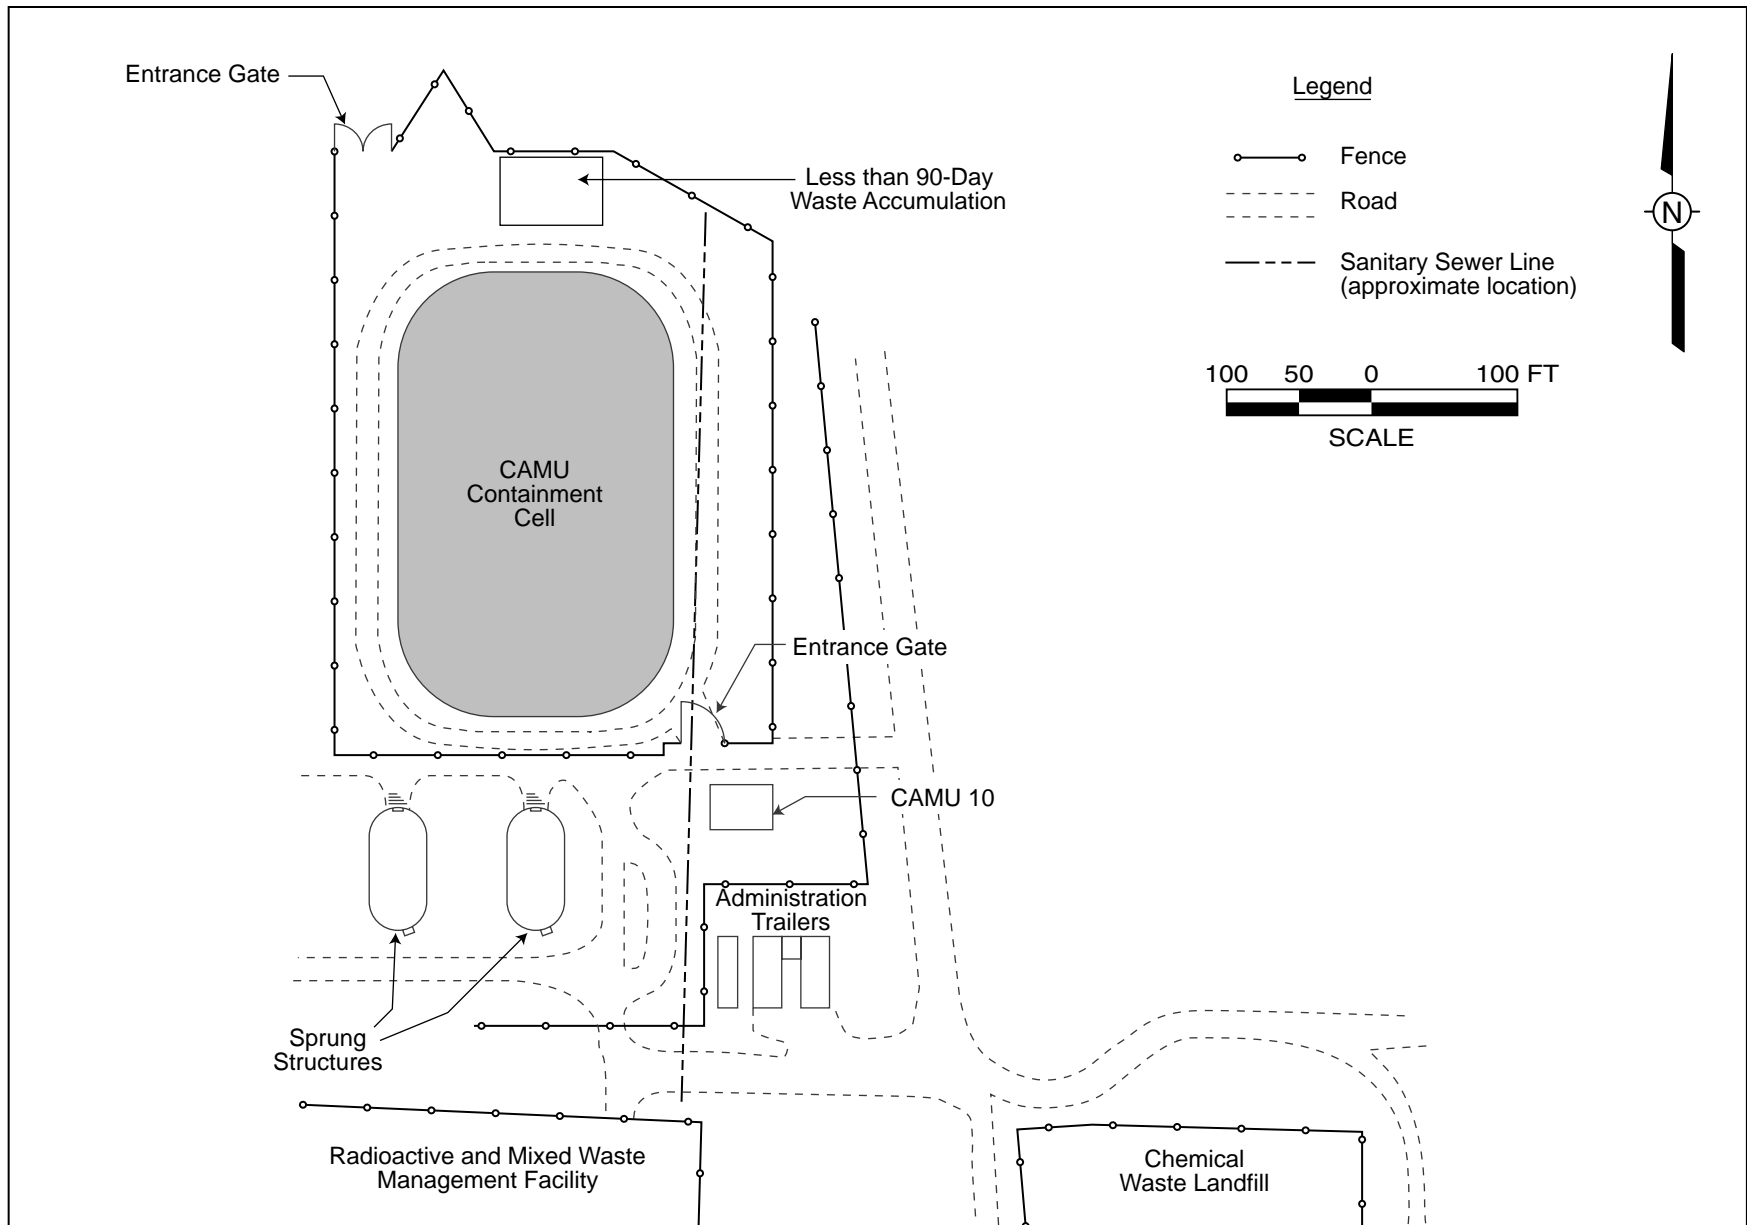 Entrance Gate
Less than 90-Day
Waste Accumulation
Legend
Fence
Road
Sanitary Sewer Line
(approximate location)
N
100 50 0 100 FT
SCALE
CAMU
Containment
Cell
Entrance Gate
CAMU 10
Administration
Trailers
Sprung
Structures
Radioactive and Mixed Waste
Management Facility
Chemical
Waste Landfill